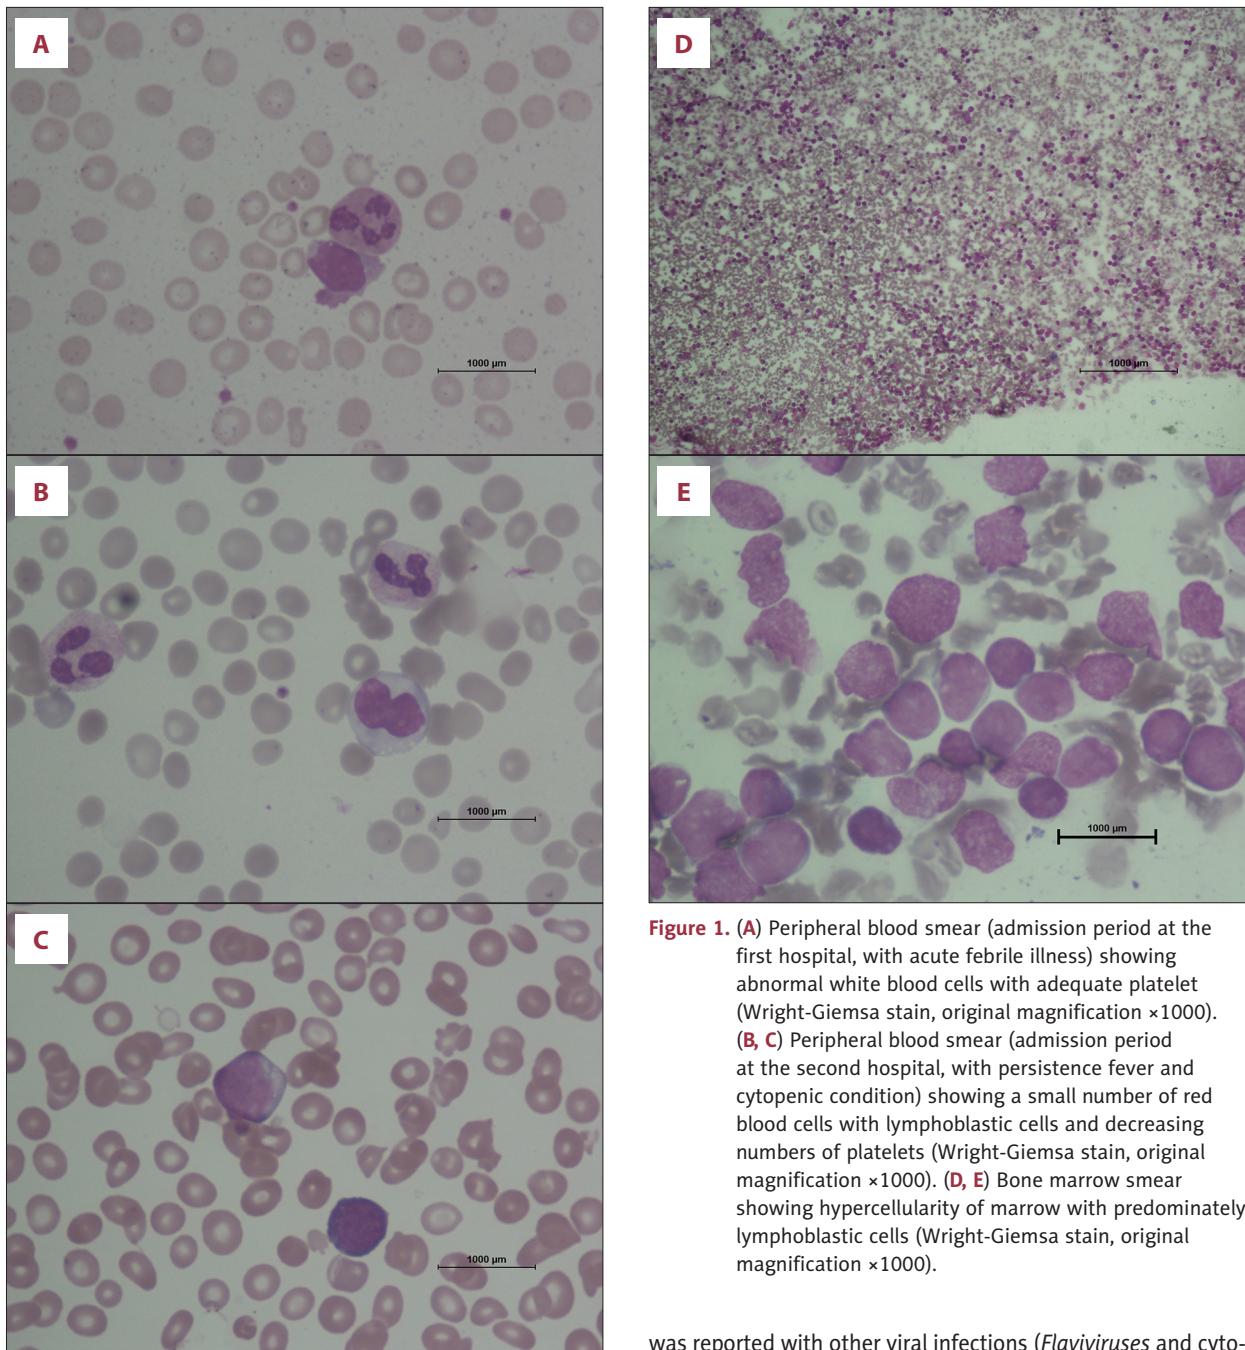 A
1000 µm
B
1000 µm
C
1000 µm
D
1000 µm
E
1000 µm
Figure 1. (A) Peripheral blood smear (admission period at the
first hospital, with acute febrile illness) showing
abnormal white blood cells with adequate platelet
(Wright-Giemsa stain, original magnification ×1000).
(B, C) Peripheral blood smear (admission period
at the second hospital, with persistence fever and
cytopenic condition) showing a small number of red
blood cells with lymphoblastic cells and decreasing
numbers of platelets (Wright-Giemsa stain, original
magnification ×1000). (D, E) Bone marrow smear
showing hypercellularity of marrow with predominately
lymphoblastic cells (Wright-Giemsa stain, original
magnification ×1000).
was reported with other viral infections (Flaviviruses and cyto-